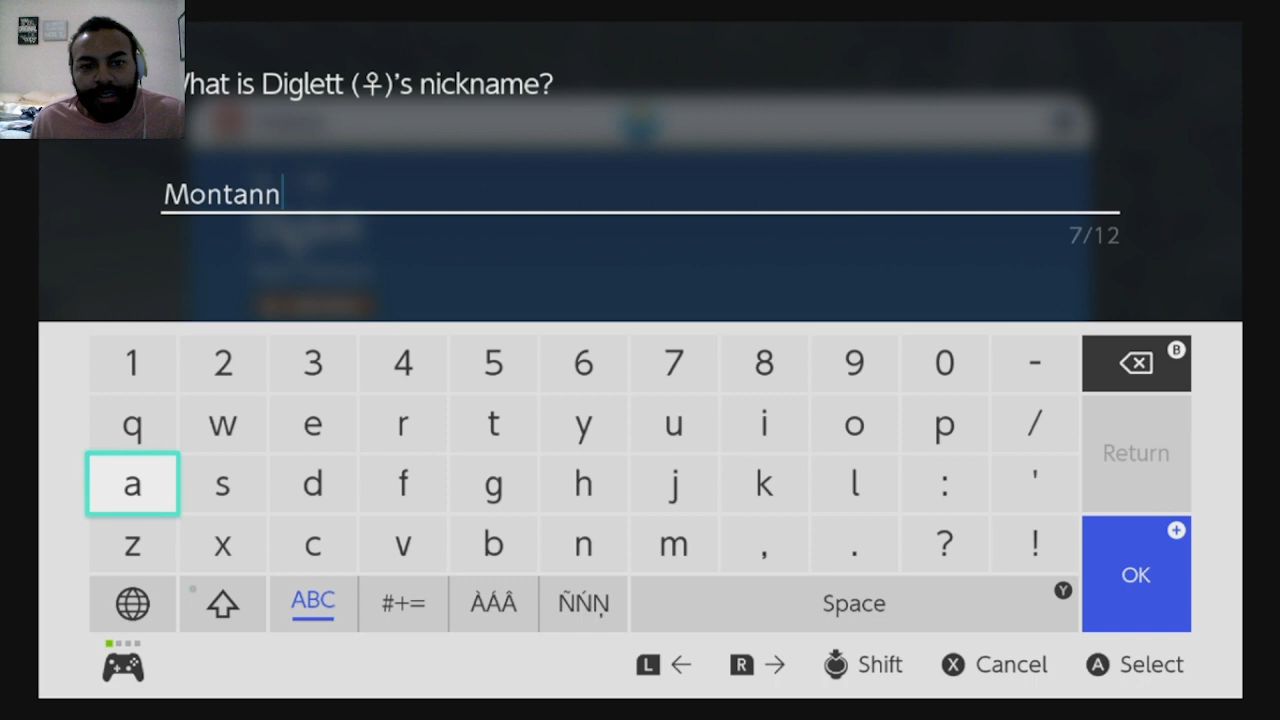 hat is Diglett (♀)'s nickname?
Montann
7/12
1 2 3 4 5 6 7 8 9 0 -
B
q w e r t y u i o p /
Return
a s d f g h j k l : '
z x c v b n m , . ? !
+
OK
ABC #+= ÀÁÂ ÑŃŅ Space Y
L ← R → Shift X Cancel A Select